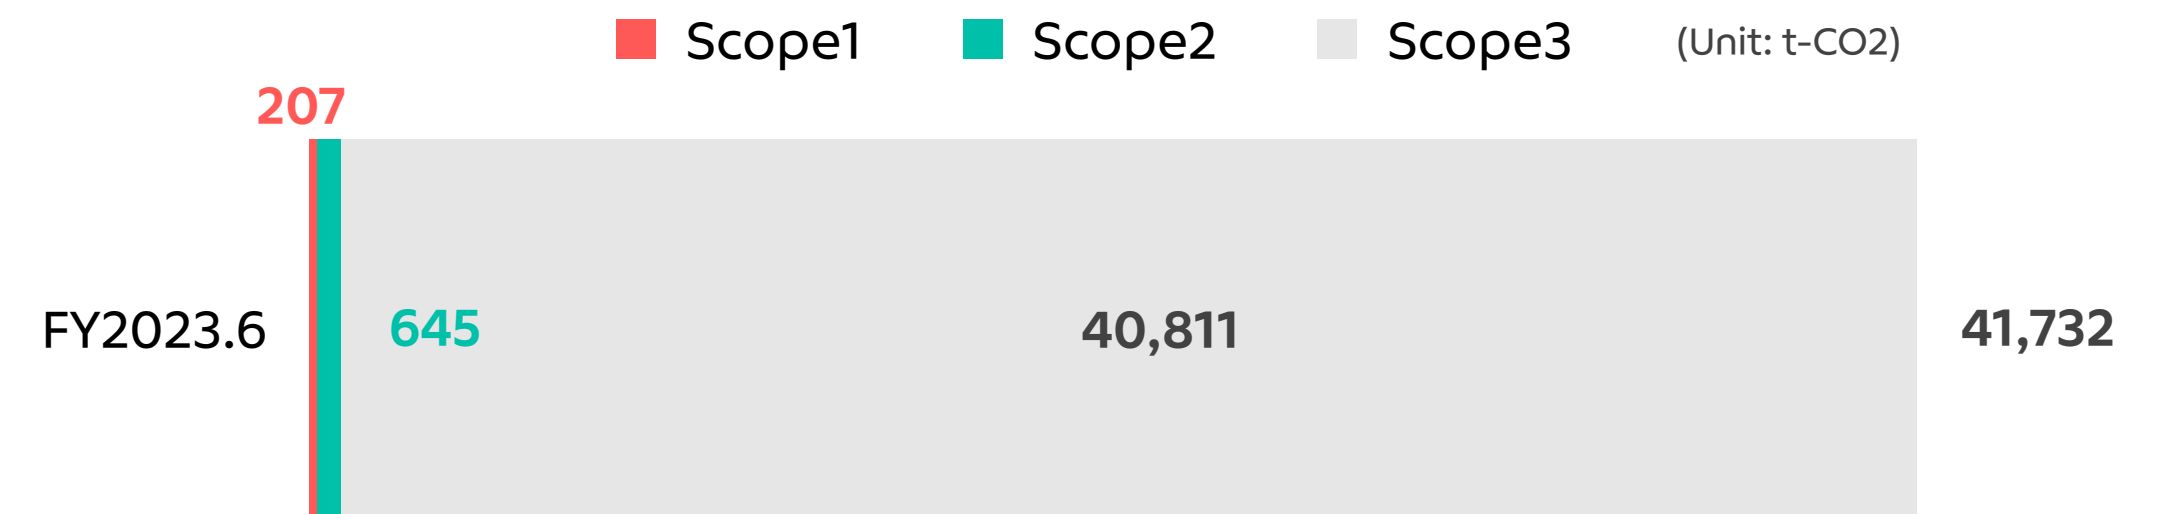 Scope1 Scope2 Scope3 (Unit: t-CO2)
207
FY2023.6 645 40,811 41,732